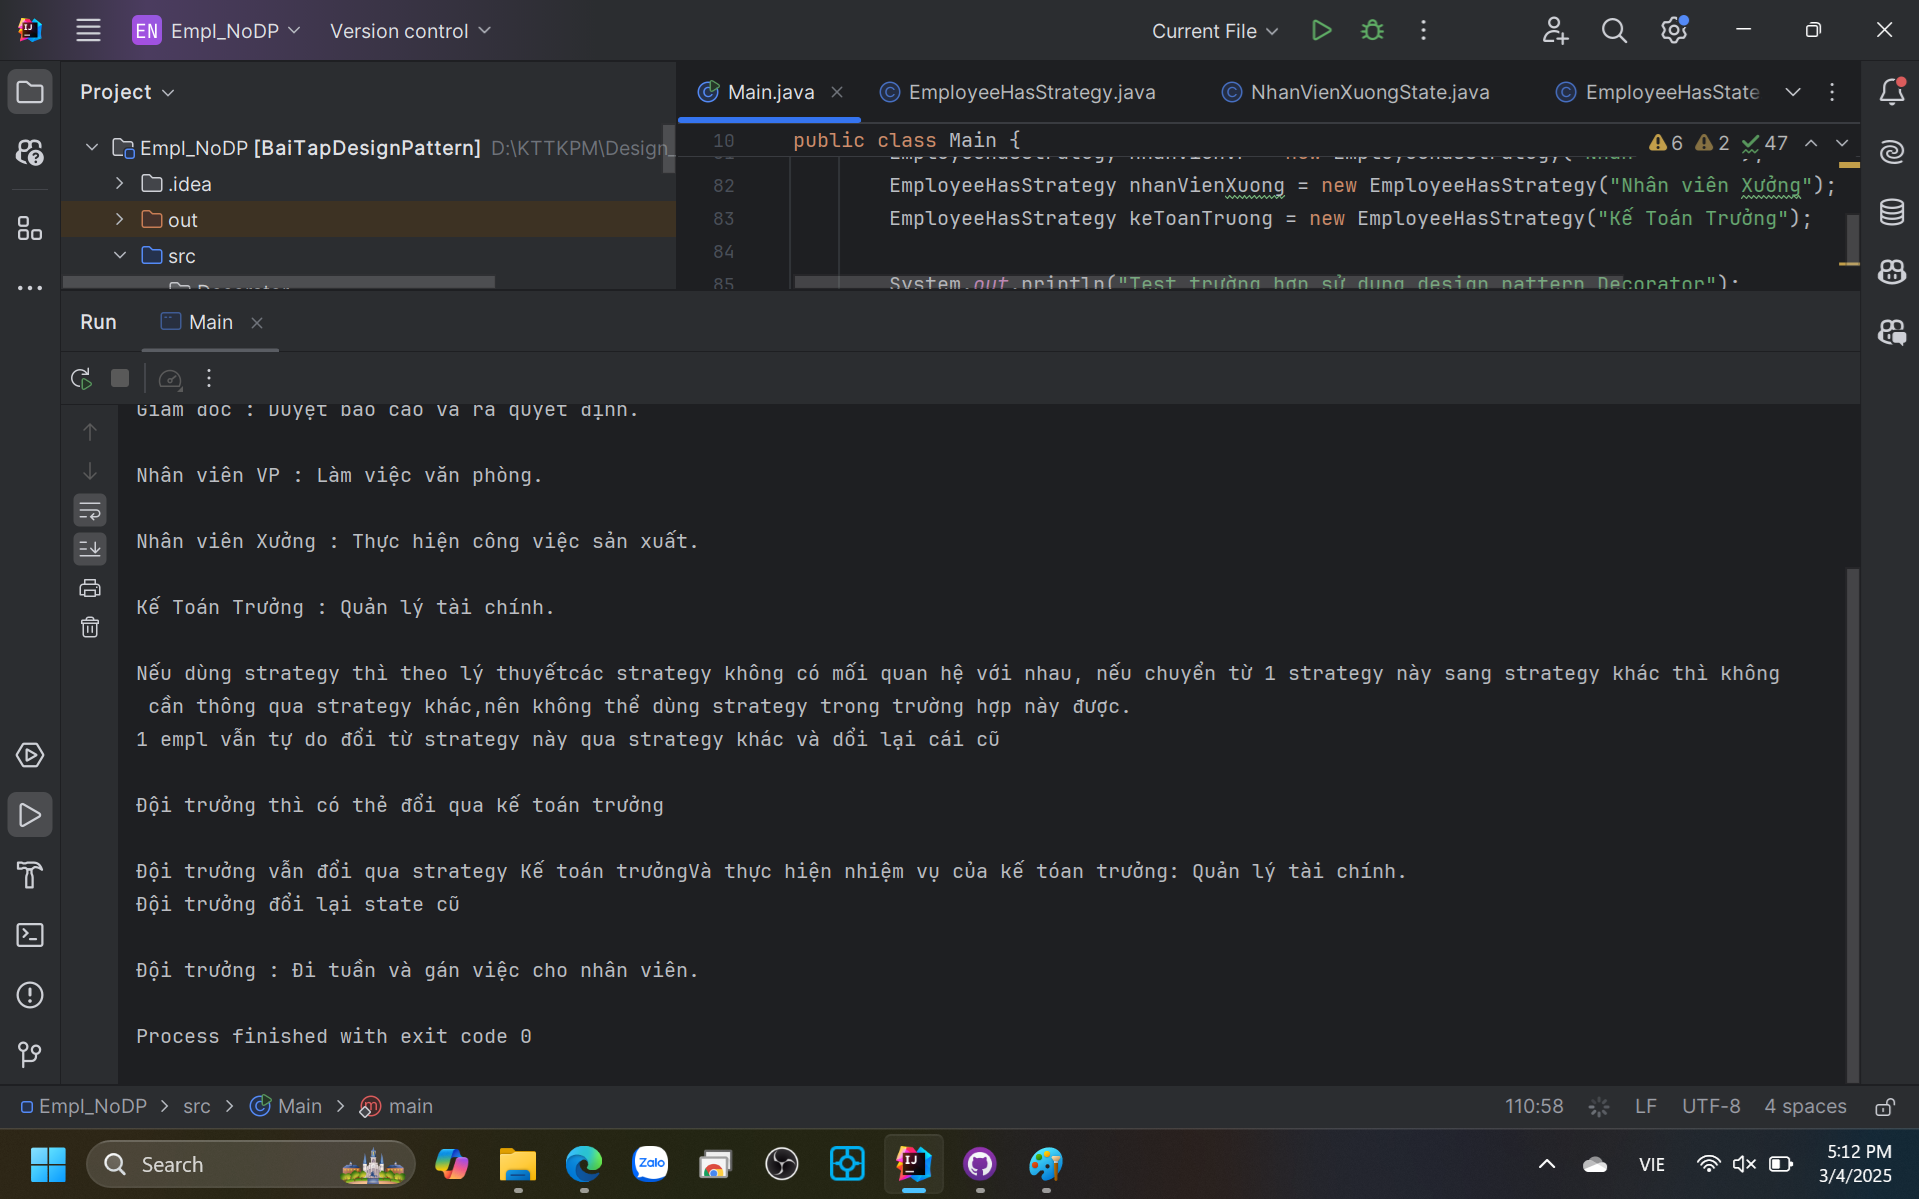 EN Empl_NoDP Version control Current File
Project
Main.java EmployeeHasStrategy.java NhanVienXuongState.java EmployeeHasState
Empl_NoDP [BaiTapDesignPattern] D:\KTTKPM\Design_
.idea
out
src
10 public class Main {
6 2 47
82 EmployeeHasStrategy nhanVienXuong = new EmployeeHasStrategy("Nhân viên Xưởng");
83 EmployeeHasStrategy keToanTruong = new EmployeeHasStrategy("Kế Toán Trưởng");
84
85 System.out.println("Test trường hợp sử dụng design pattern Decorator");
Run Main
Giám đốc : Duyệt báo cáo và ra quyết định.
Nhân viên VP : Làm việc văn phòng.
Nhân viên Xưởng : Thực hiện công việc sản xuất.
Kế Toán Trưởng : Quản lý tài chính.
Nếu dùng strategy thì theo lý thuyếtcác strategy không có mối quan hệ với nhau, nếu chuyển từ 1 strategy này sang strategy khác thì không
cần thông qua strategy khác,nên không thể dùng strategy trong trường hợp này được.
1 empl vẫn tự do đổi từ strategy này qua strategy khác và dổi lại cái cũ
Đội trưởng thì có thẻ đổi qua kế toán trưởng
Đội trưởng vẫn đổi qua strategy Kế toán trưởngVà thực hiện nhiệm vụ của kế tóan trưởng: Quản lý tài chính.
Đội trưởng đổi lại state cũ
Đội trưởng : Đi tuần và gán việc cho nhân viên.
Process finished with exit code 0
Empl_NoDP > src > Main > main
110:58 LF UTF-8 4 spaces
Search
Zalo
VIE
5:12 PM
3/4/2025